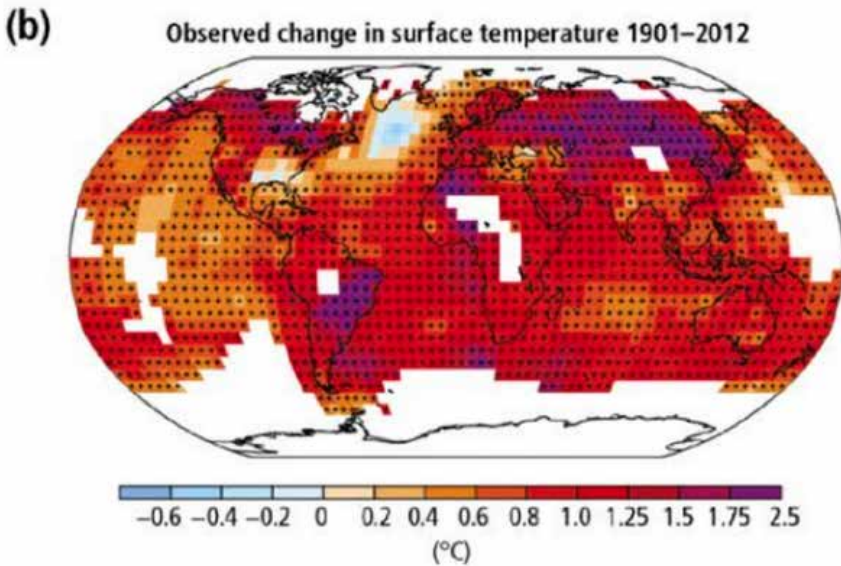 (b)
Observed change in surface temperature 1901–2012
−0.6 −0.4 −0.2 0 0.2 0.4 0.6 0.8 1.0 1.25 1.5 1.75 2.5
(°C)